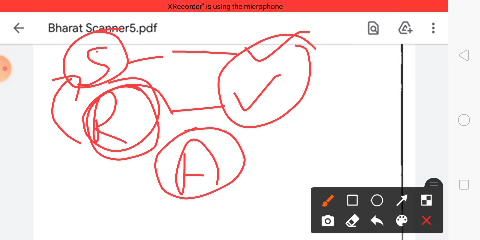 XRecorder" is using the microphone
Bharat Scanner5.pdf
S
R
A